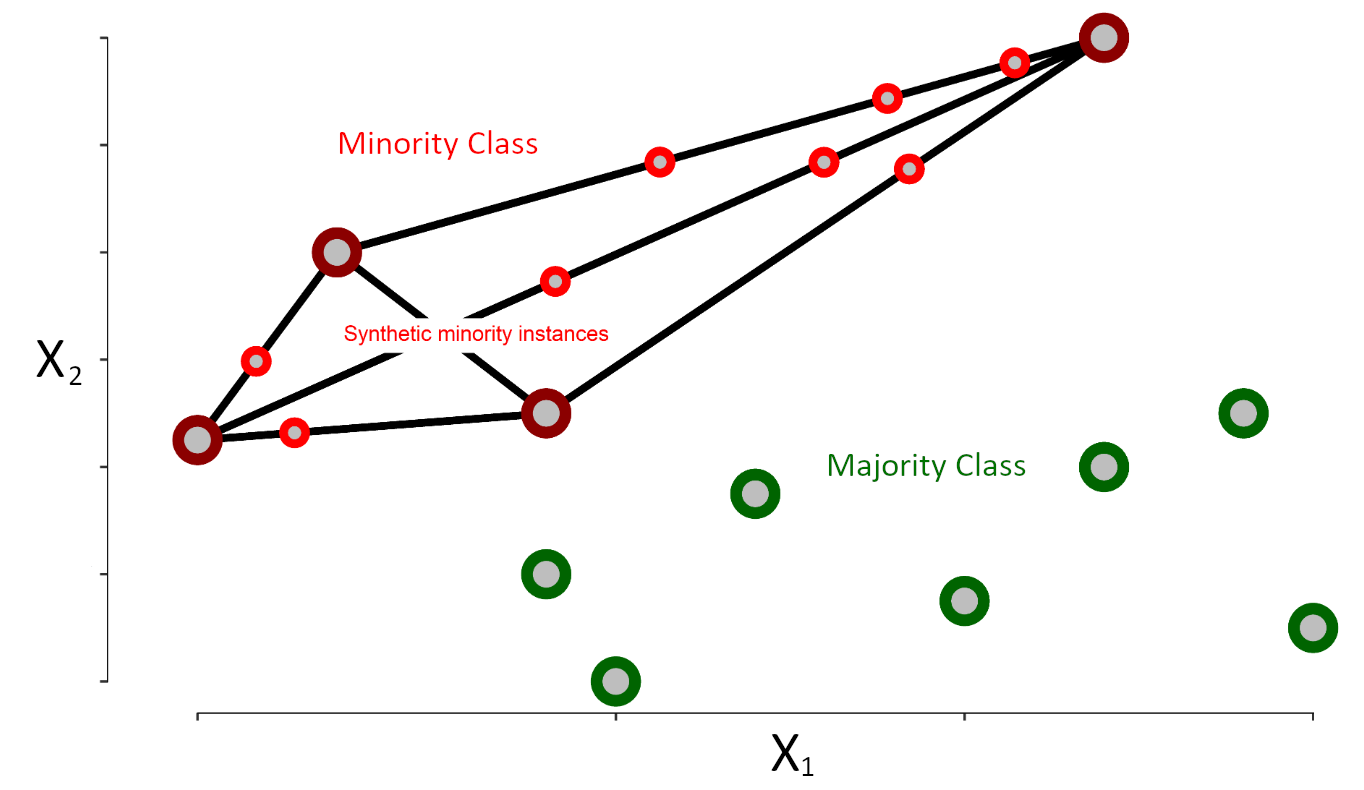 Minority Class
Synthetic minority instances
X₂
Majority Class
X₁